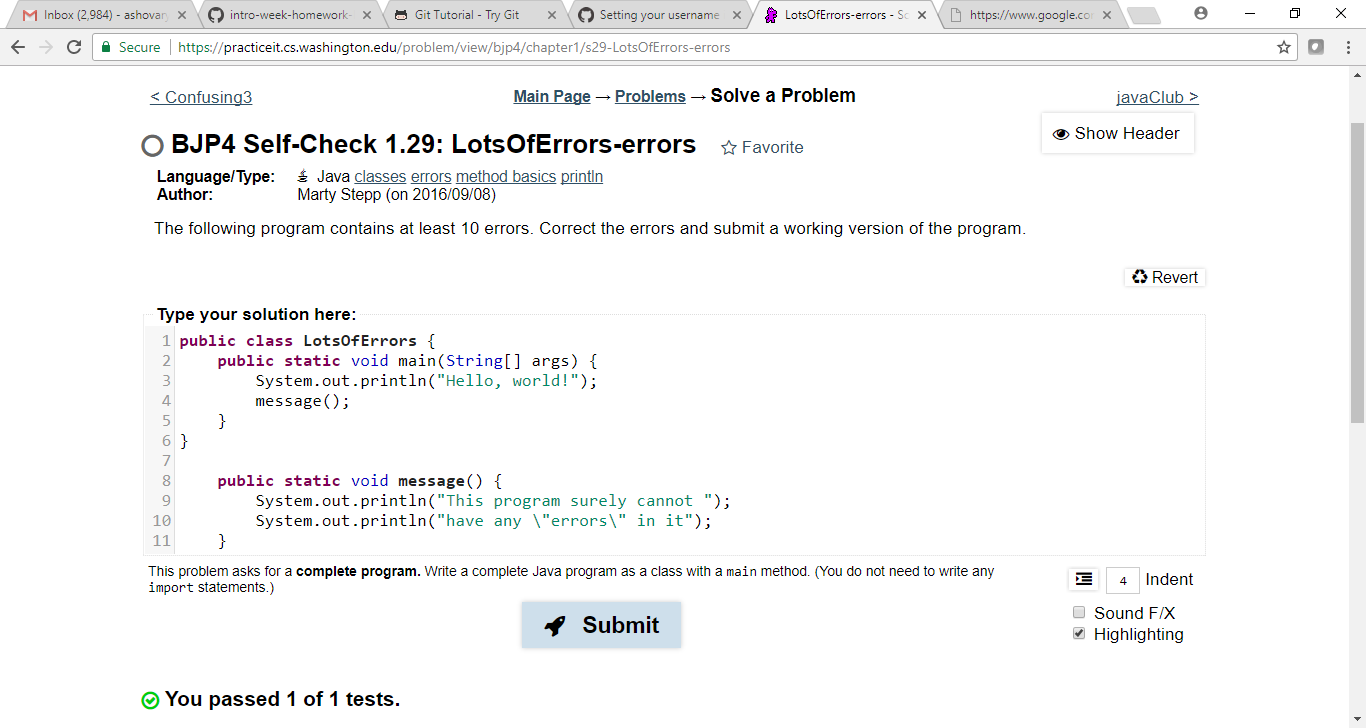 Inbox (2,984) - ashovary
intro-week-homework-
Git Tutorial - Try Git
Setting your username
LotsOfErrors-errors - So
https://www.google.co
Secure
https://practiceit.cs.washington.edu/problem/view/bjp4/chapter1/s29-LotsOfErrors-errors
< Confusing3
Main Page → Problems → Solve a Problem
javaClub >
Show Header
BJP4 Self-Check 1.29: LotsOfErrors-errors
Favorite
Language/Type: Java classes errors method basics println
Author: Marty Stepp (on 2016/09/08)
The following program contains at least 10 errors. Correct the errors and submit a working version of the program.
Revert
Type your solution here:
1 public class LotsOfErrors {
2     public static void main(String[] args) {
3         System.out.println("Hello, world!");
4         message();
5     }
6 }
7
8     public static void message() {
9         System.out.println("This program surely cannot ");
10         System.out.println("have any \"errors\" in it");
11     }
This problem asks for a complete program. Write a complete Java program as a class with a main method. (You do not need to write any
import statements.)
4 Indent
Sound F/X
Highlighting
Submit
You passed 1 of 1 tests.